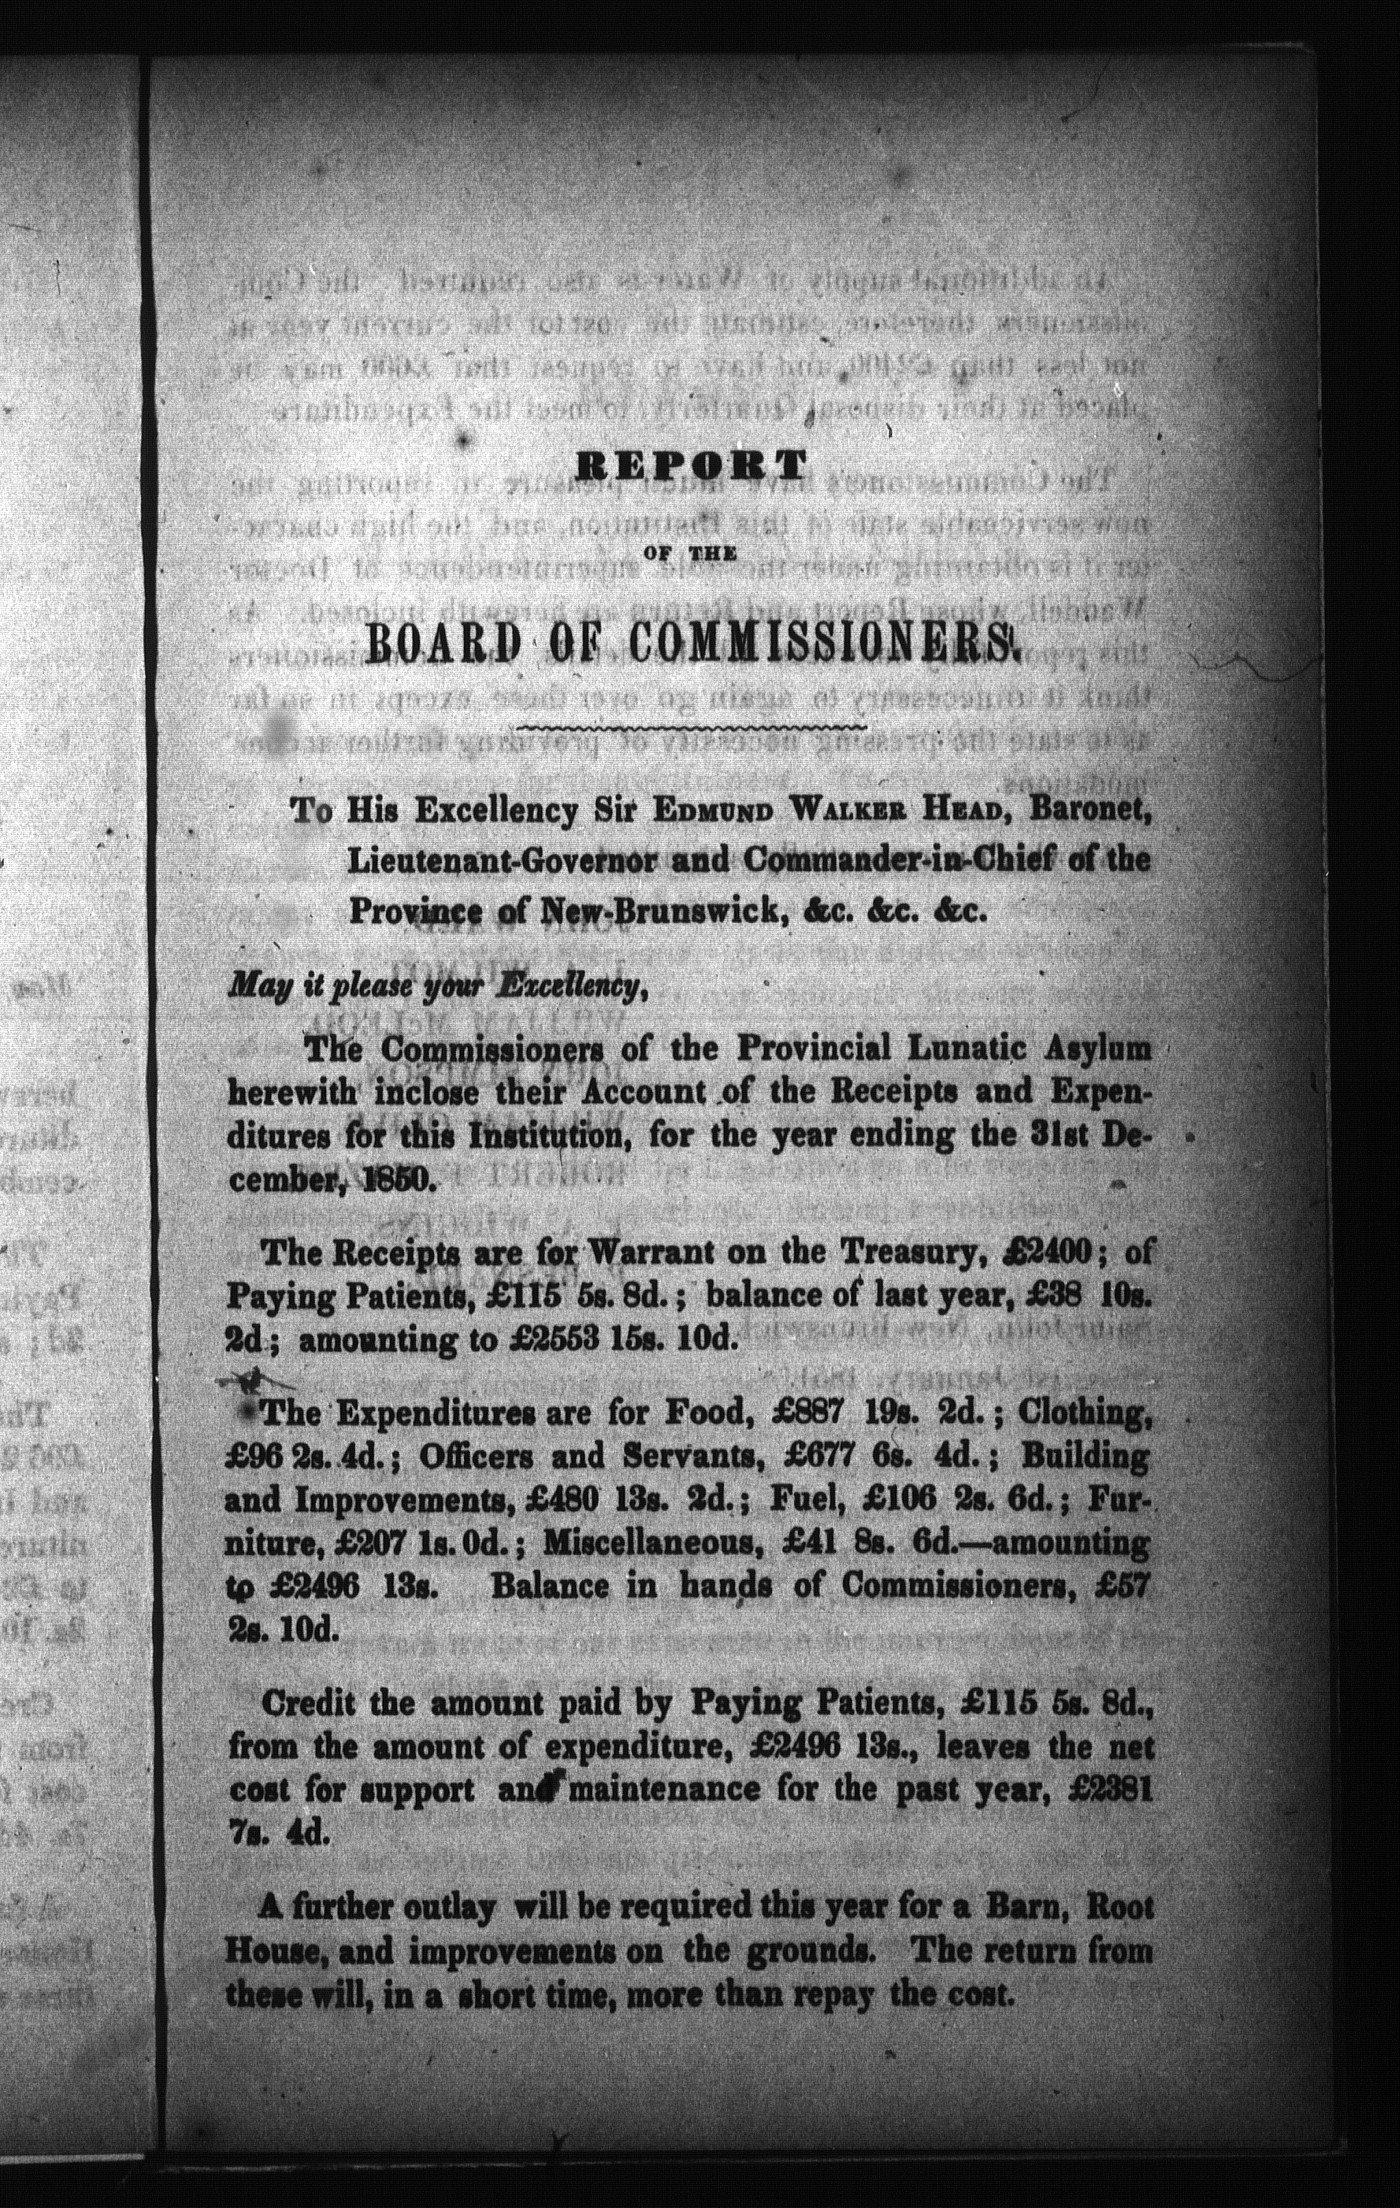 REPORT
OF THE
BOARD OF COMMISSIONERS.
To His Excellency Sir EDMUND WALKER HEAD, Baronet,
Lieutenant-Governor and Commander-in-Chief of the
Province of New-Brunswick, &c. &c. &c.
May it please your Excellency,
The Commissioners of the Provincial Lunatic Asylum
herewith inclose their Account of the Receipts and Expen-
ditures for this Institution, for the year ending the 31st De-
cember, 1850.
The Receipts are for Warrant on the Treasury, £2400; of
Paying Patients, £115 5s. 8d.; balance of last year, £38 10s.
2d.; amounting to £2553 15s. 10d.
The Expenditures are for Food, £887 19s. 2d.; Clothing,
£96 2s. 4d.; Officers and Servants, £677 6s. 4d.; Building
and Improvements, £480 13s. 2d.; Fuel, £106 2s. 6d.; Fur-
niture, £207 1s. 0d.; Miscellaneous, £41 8s. 6d.—amounting
to £2496 13s. Balance in hands of Commissioners, £57
2s. 10d.
Credit the amount paid by Paying Patients, £115 5s. 8d.,
from the amount of expenditure, £2496 13s., leaves the net
cost for support and maintenance for the past year, £2381
7s. 4d.
A further outlay will be required this year for a Barn, Root
House, and improvements on the grounds. The return from
these will, in a short time, more than repay the cost.